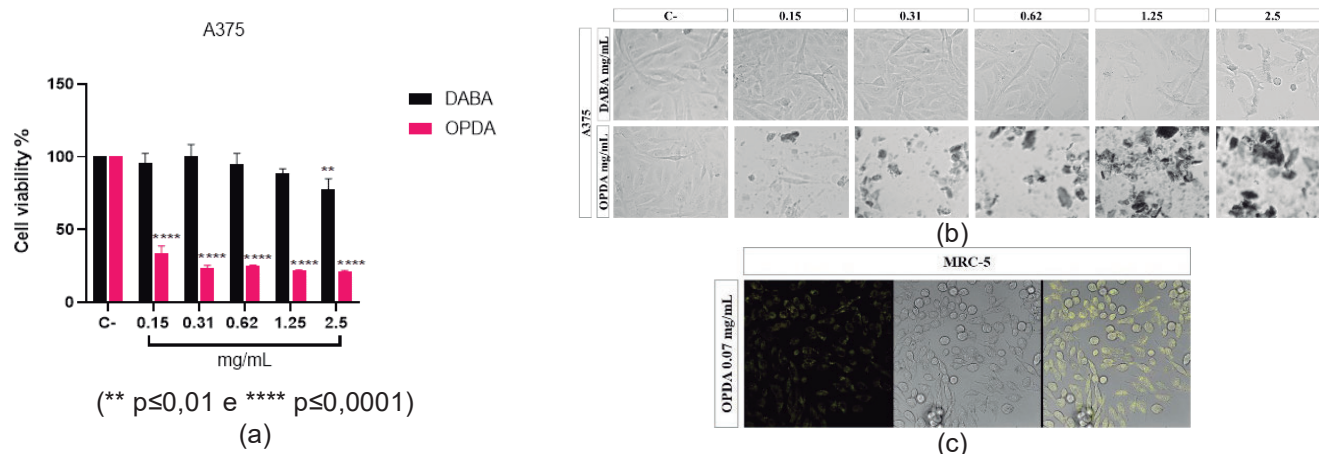 A375
150
100
50
0
Cell viability %
**
****
****
****
****
****
C-
0.15
0.31
0.62
1.25
2.5
mg/mL
DABA
OPDA
(** p≤0,01 e **** p≤0,0001)
(a)
C-
0.15
0.31
0.62
1.25
2.5
A375
DABA mg/mL
OPDA mg/mL
(b)
MRC-5
OPDA 0.07 mg/mL
(c)